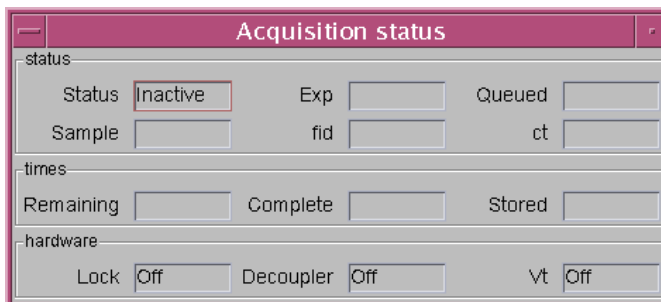 Acquisition status
status
Status Inactive Exp Queued
Sample fid ct
times
Remaining Complete Stored
hardware
Lock Off Decoupler Off Vt Off